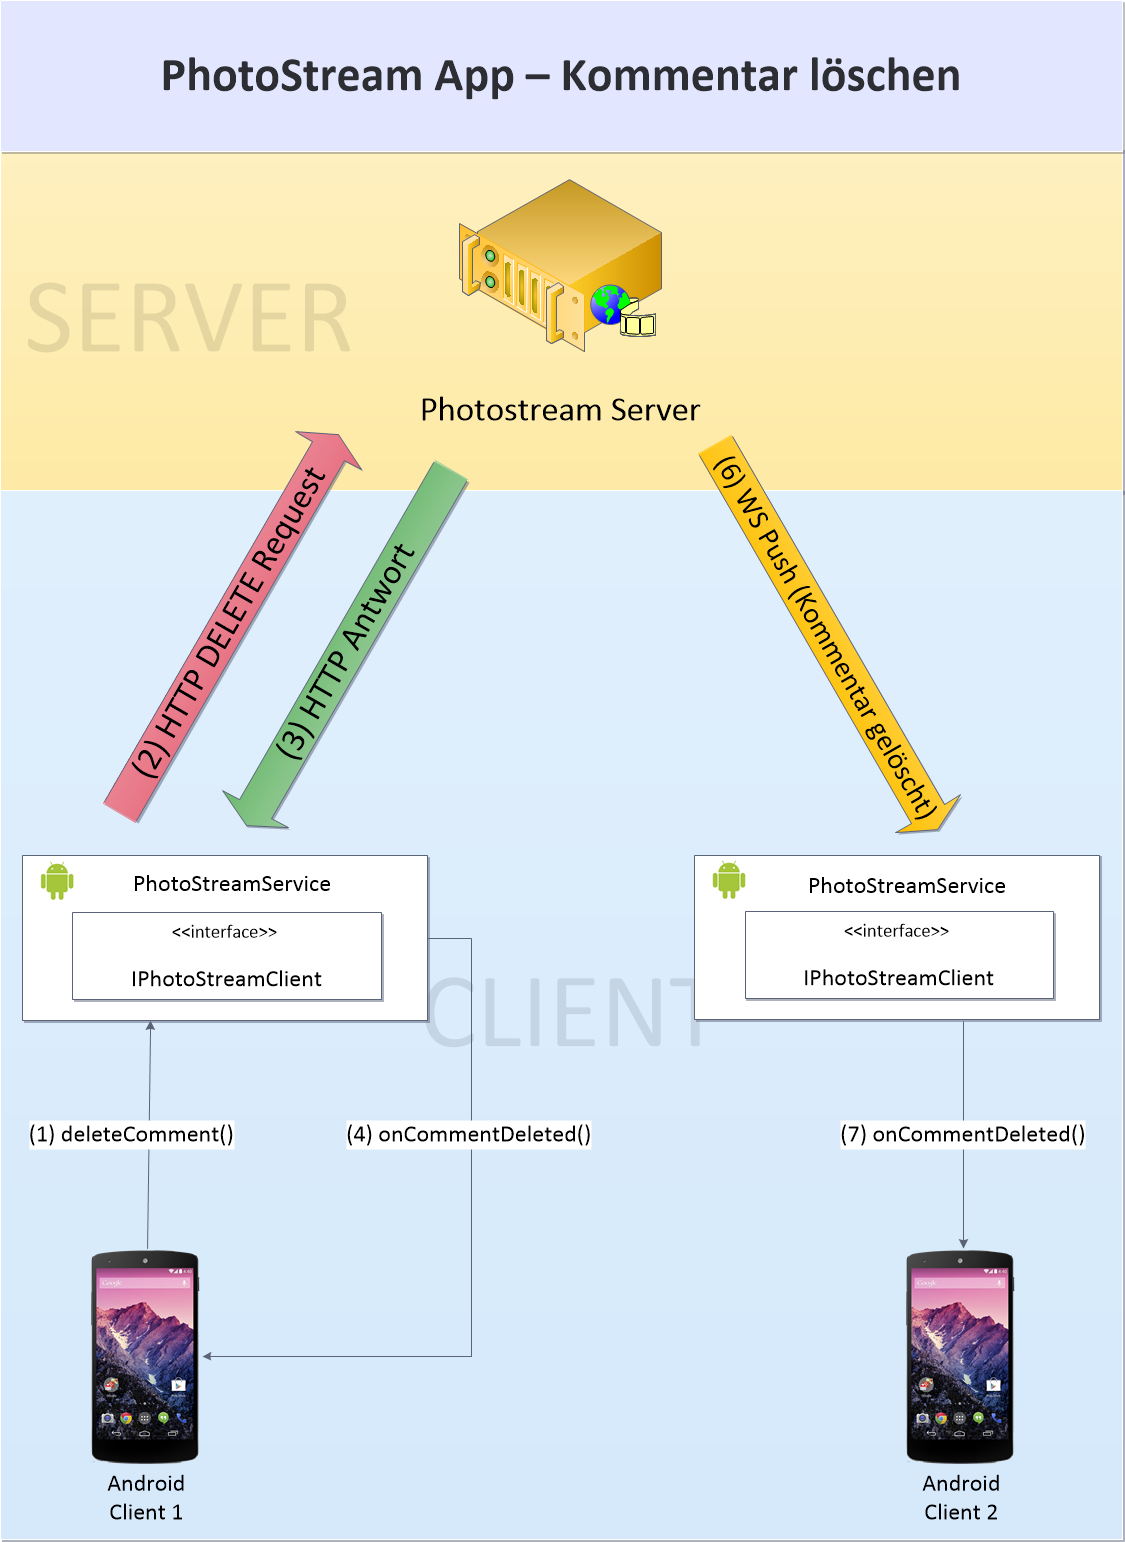 PhotoStream App – Kommentar löschen
SERVER
Photostream Server
(2) HTTP DELETE Request
(3) HTTP Antwort
(6) WS Push (Kommentar gelöscht)
PhotoStreamService
<<interface>>
IPhotoStreamClient
PhotoStreamService
<<interface>>
IPhotoStreamClient
CLIENT
(1) deleteComment()
(4) onCommentDeleted()
(7) onCommentDeleted()
Google
Google
Android
Client 1
Android
Client 2